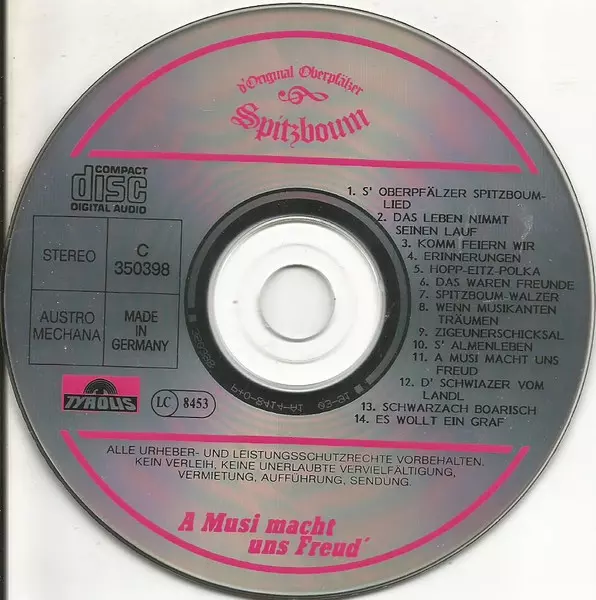 d'Original Oberpfälzer
Spitzboum
COMPACT
disc
DIGITAL AUDIO
STEREO
C
350398
AUSTRO
MECHANA
MADE
IN
GERMANY
TYROLIS
LC 8453
1. S' OBERPFÄLZER SPITZBOUM-
LIED
2. DAS LEBEN NIMMT
SEINEN LAUF
3. KOMM FEIERN WIR
4. ERINNERUNGEN
5. HOPP-EITZ-POLKA
6. DAS WAREN FREUNDE
7. SPITZBOUM-WALZER
8. WENN MUSIKANTEN
TRÄUMEN
9. ZIGEUNERSCHICKSAL
10. S' ALMENLEBEN
11. A MUSI MACHT UNS
FREUD
12. D' SCHWIAZER VOM
LANDL
13. SCHWARZACH BOARISCH
14. ES WOLLT EIN GRAF
ALLE URHEBER- UND LEISTUNGSSCHUTZRECHTE VORBEHALTEN.
KEIN VERLEIH, KEINE UNERLAUBTE VERVIELFÄLTIGUNG,
VERMIETUNG, AUFFÜHRUNG, SENDUNG.
A Musi macht
uns Freud´